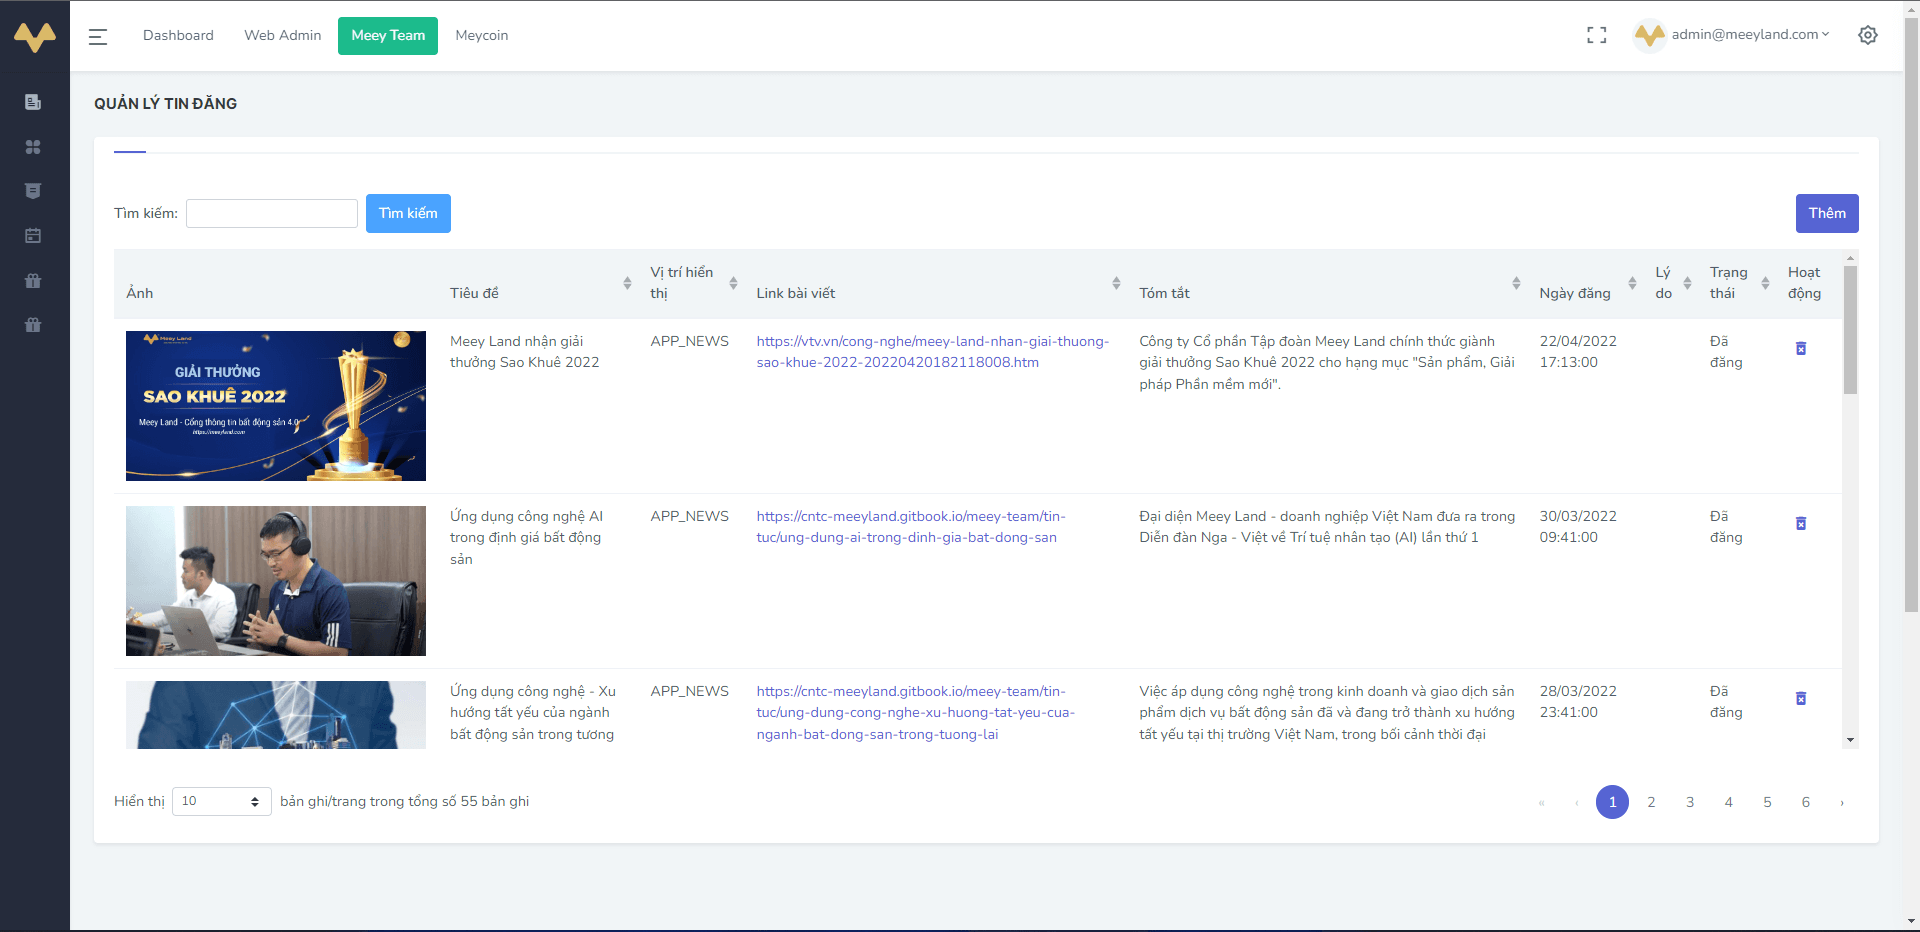 Dashboard Web Admin Meey Team Meeycoin admin@meeyland.com
QUẢN LÝ TIN ĐĂNG
Tìm kiếm: Tìm kiếm Thêm
Ảnh Tiêu đề Vị trí hiển thị Link bài viết Tóm tắt Ngày đăng Lý do Trạng thái Hoạt động
Meey Land
GIẢI THƯỞNG
SAO KHUÊ 2022
Meey Land - Cổng thông tin bất động sản 4.0
https://meeyland.com
Meey Land nhận giải
thưởng Sao Khuê 2022
APP_NEWS
https://vtv.vn/cong-nghe/meey-land-nhan-giai-thuong-
sao-khue-2022-20220420182118008.htm
Công ty Cổ phần Tập đoàn Meey Land chính thức giành
giải thưởng Sao Khuê 2022 cho hạng mục "Sản phẩm, Giải
pháp Phần mềm mới".
22/04/2022
17:13:00
Đã
đăng
Ứng dụng công nghệ AI
trong định giá bất động
sản
APP_NEWS
https://cntc-meeyland.gitbook.io/meey-team/tin-
tuc/ung-dung-ai-trong-dinh-gia-bat-dong-san
Đại diện Meey Land - doanh nghiệp Việt Nam đưa ra trong
Diễn đàn Nga - Việt về Trí tuệ nhân tạo (AI) lần thứ 1
30/03/2022
09:41:00
Đã
đăng
Ứng dụng công nghệ - Xu
hướng tất yếu của ngành
bất động sản trong tương
APP_NEWS
https://cntc-meeyland.gitbook.io/meey-team/tin-
tuc/ung-dung-cong-nghe-xu-huong-tat-yeu-cua-
nganh-bat-dong-san-trong-tuong-lai
Việc áp dụng công nghệ trong kinh doanh và giao dịch sản
phẩm dịch vụ bất động sản đã và đang trở thành xu hướng
tất yếu tại thị trường Việt Nam, trong bối cảnh thời đại
28/03/2022
23:41:00
Đã
đăng
Hiển thị 10 bản ghi/trang trong tổng số 55 bản ghi « ‹ 1 2 3 4 5 6 ›